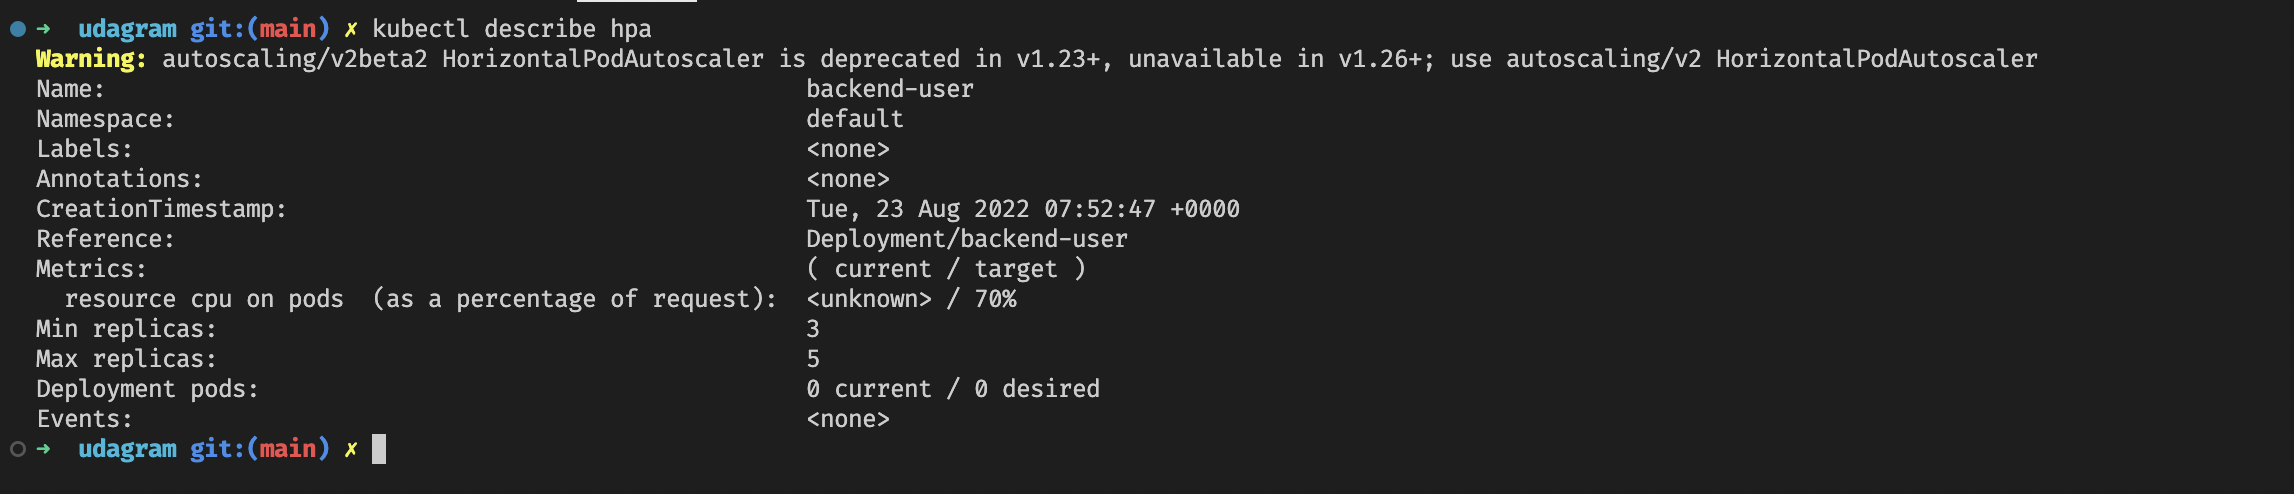 ➜ udagram git:(main) ✗ kubectl describe hpa
Warning: autoscaling/v2beta2 HorizontalPodAutoscaler is deprecated in v1.23+, unavailable in v1.26+; use autoscaling/v2 HorizontalPodAutoscaler
Name: backend-user
Namespace: default
Labels: <none>
Annotations: <none>
CreationTimestamp: Tue, 23 Aug 2022 07:52:47 +0000
Reference: Deployment/backend-user
Metrics: ( current / target )
resource cpu on pods (as a percentage of request): <unknown> / 70%
Min replicas: 3
Max replicas: 5
Deployment pods: 0 current / 0 desired
Events: <none>
➜ udagram git:(main) ✗